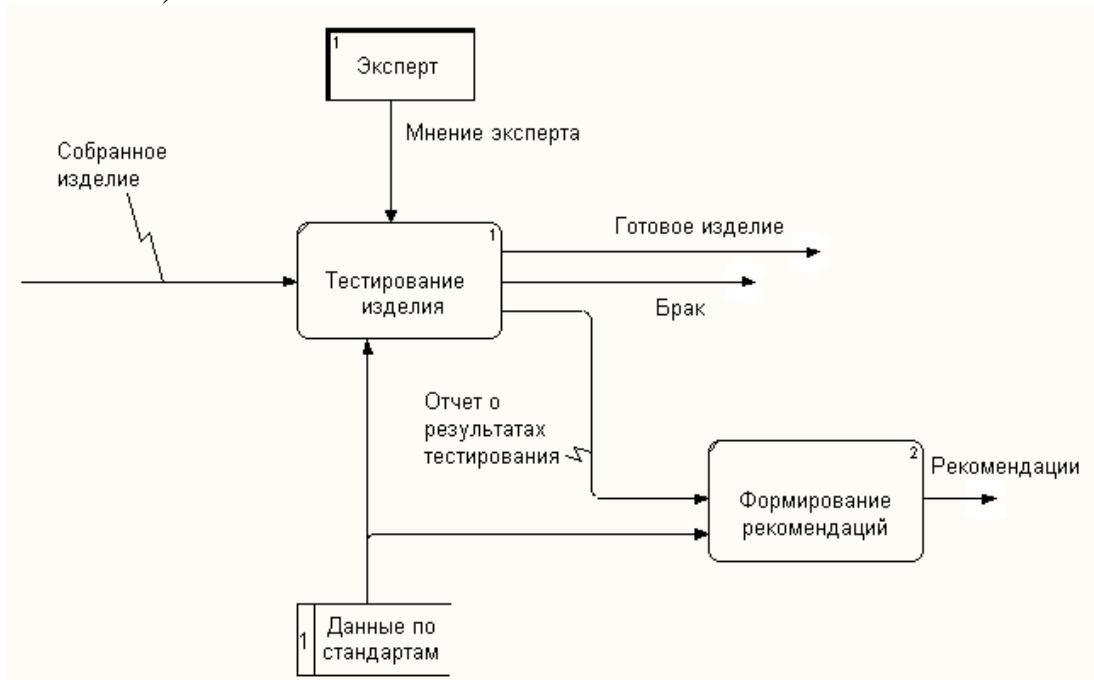 )
1
Эксперт
Мнение эксперта
Собранное
изделие
1
Тестирование
изделия
Готовое изделие
Брак
Отчет о
результатах
тестирования
2
Формирование
рекомендаций
Рекомендации
1
Данные по
стандартам